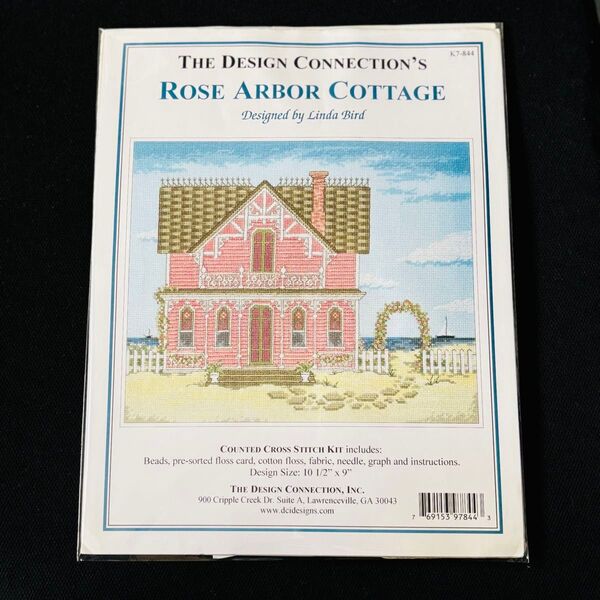 K7-844
THE DESIGN CONNECTION'S
ROSE ARBOR COTTAGE
Designed by Linda Bird
COUNTED CROSS STITCH KIT includes:
Beads, pre-sorted floss card, cotton floss, fabric, needle, graph and instructions.
Design Size: 10 1/2" x 9"
THE DESIGN CONNECTION, INC.
900 Cripple Creek Dr. Suite A, Lawrenceville, GA 30043
www.dcidesigns.com
7 69153 97844 3